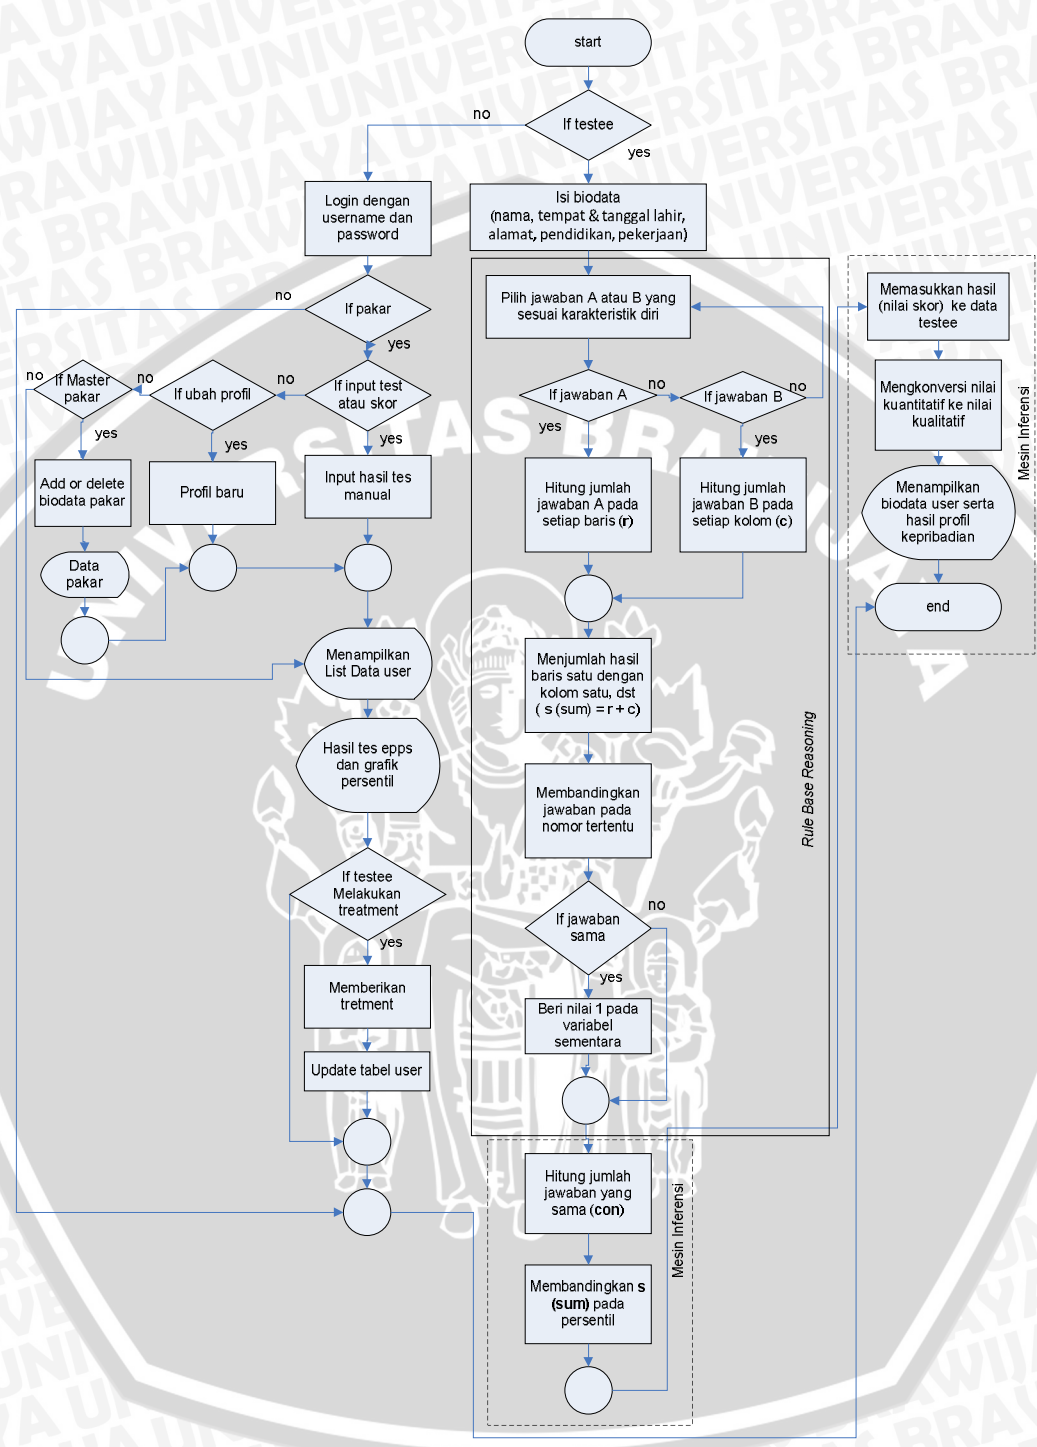 start
If testee
no
yes
Login dengan
username dan
password
Isi biodata
(nama, tempat & tanggal lahir,
alamat, pendidikan, pekerjaan)
If pakar
no
yes
If input test
atau skor
no
yes
If ubah profil
no
yes
If Master
pakar
no
yes
Add or delete
biodata pakar
Profil baru
Input hasil tes
manual
Data
pakar
Menampilkan
List Data user
Hasil tes epps
dan grafik
persentil
If testee
Melakukan
treatment
yes
Memberikan
tretment
Update tabel user
Pilih jawaban A atau B yang
sesuai karakteristik diri
If jawaban A
no
yes
If jawaban B
no
yes
Hitung jumlah
jawaban A pada
setiap baris (r)
Hitung jumlah
jawaban B pada
setiap kolom (c)
Menjumlah hasil
baris satu dengan
kolom satu, dst
( s (sum) = r + c)
Membandingkan
jawaban pada
nomor tertentu
If jawaban
sama
no
yes
Beri nilai 1 pada
variabel
sementara
Rule Base Reasoning
Hitung jumlah
jawaban yang
sama (con)
Membandingkan s
(sum) pada
persentil
Mesin Inferensi
Memasukkan hasil
(nilai skor) ke data
testee
Mengkonversi nilai
kuantitatif ke nilai
kualitatif
Menampilkan
biodata user serta
hasil profil
kepribadian
end
Mesin Inferensi
UNIVERSITAS BRAWIJAYA